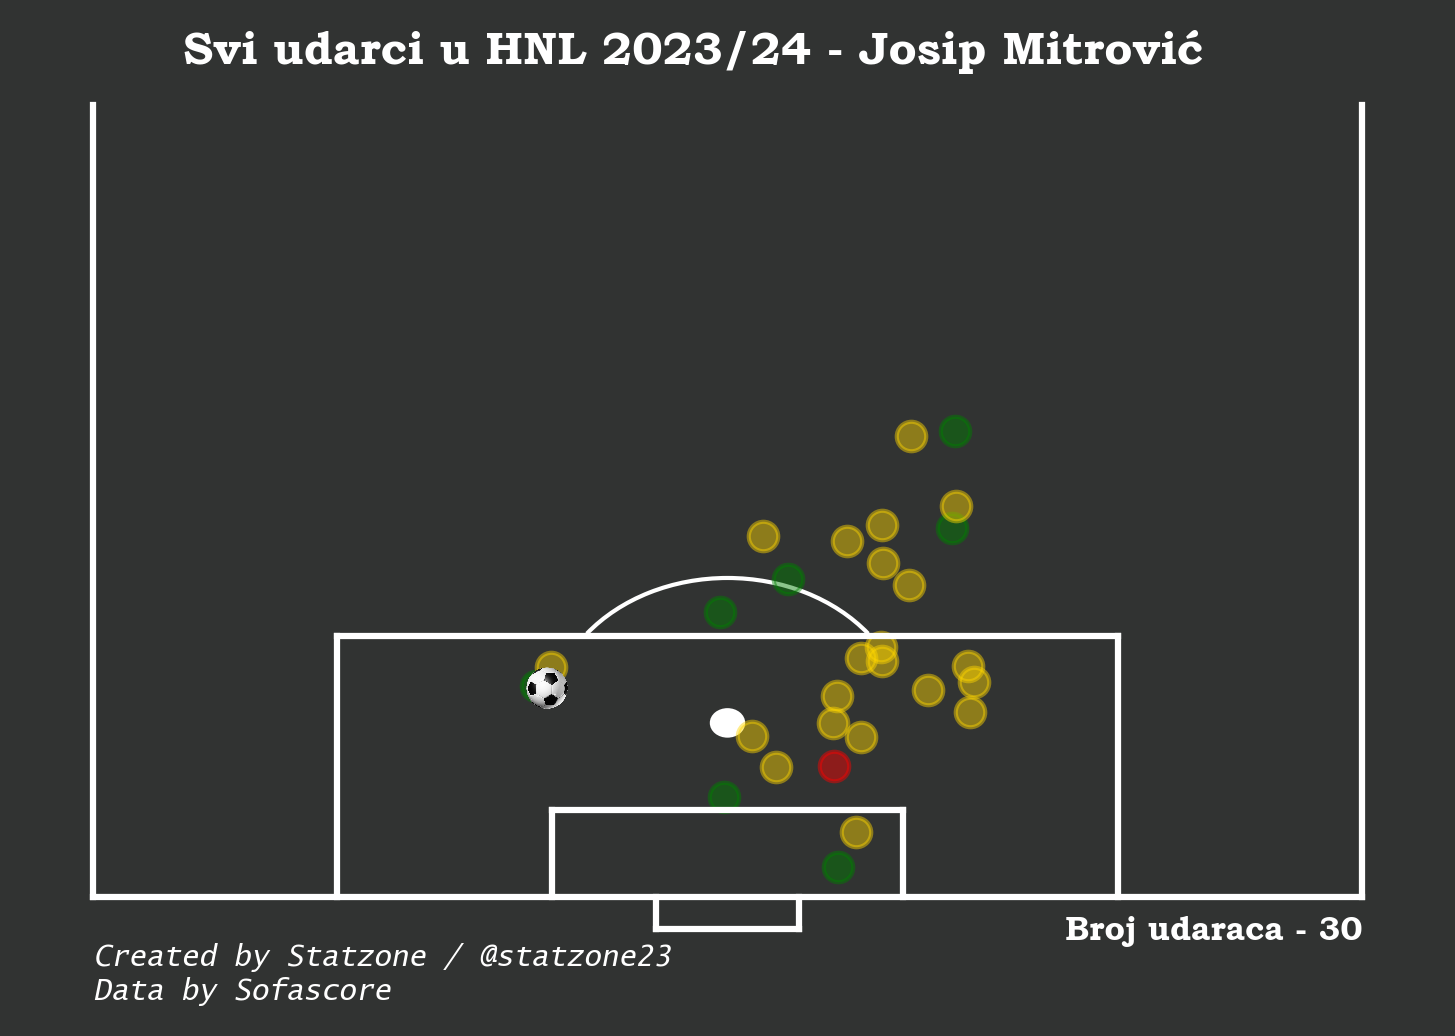 Svi udarci u HNL 2023/24 - Josip Mitrović
Broj udaraca - 30
Created by Statzone / @statzone23
Data by Sofascore